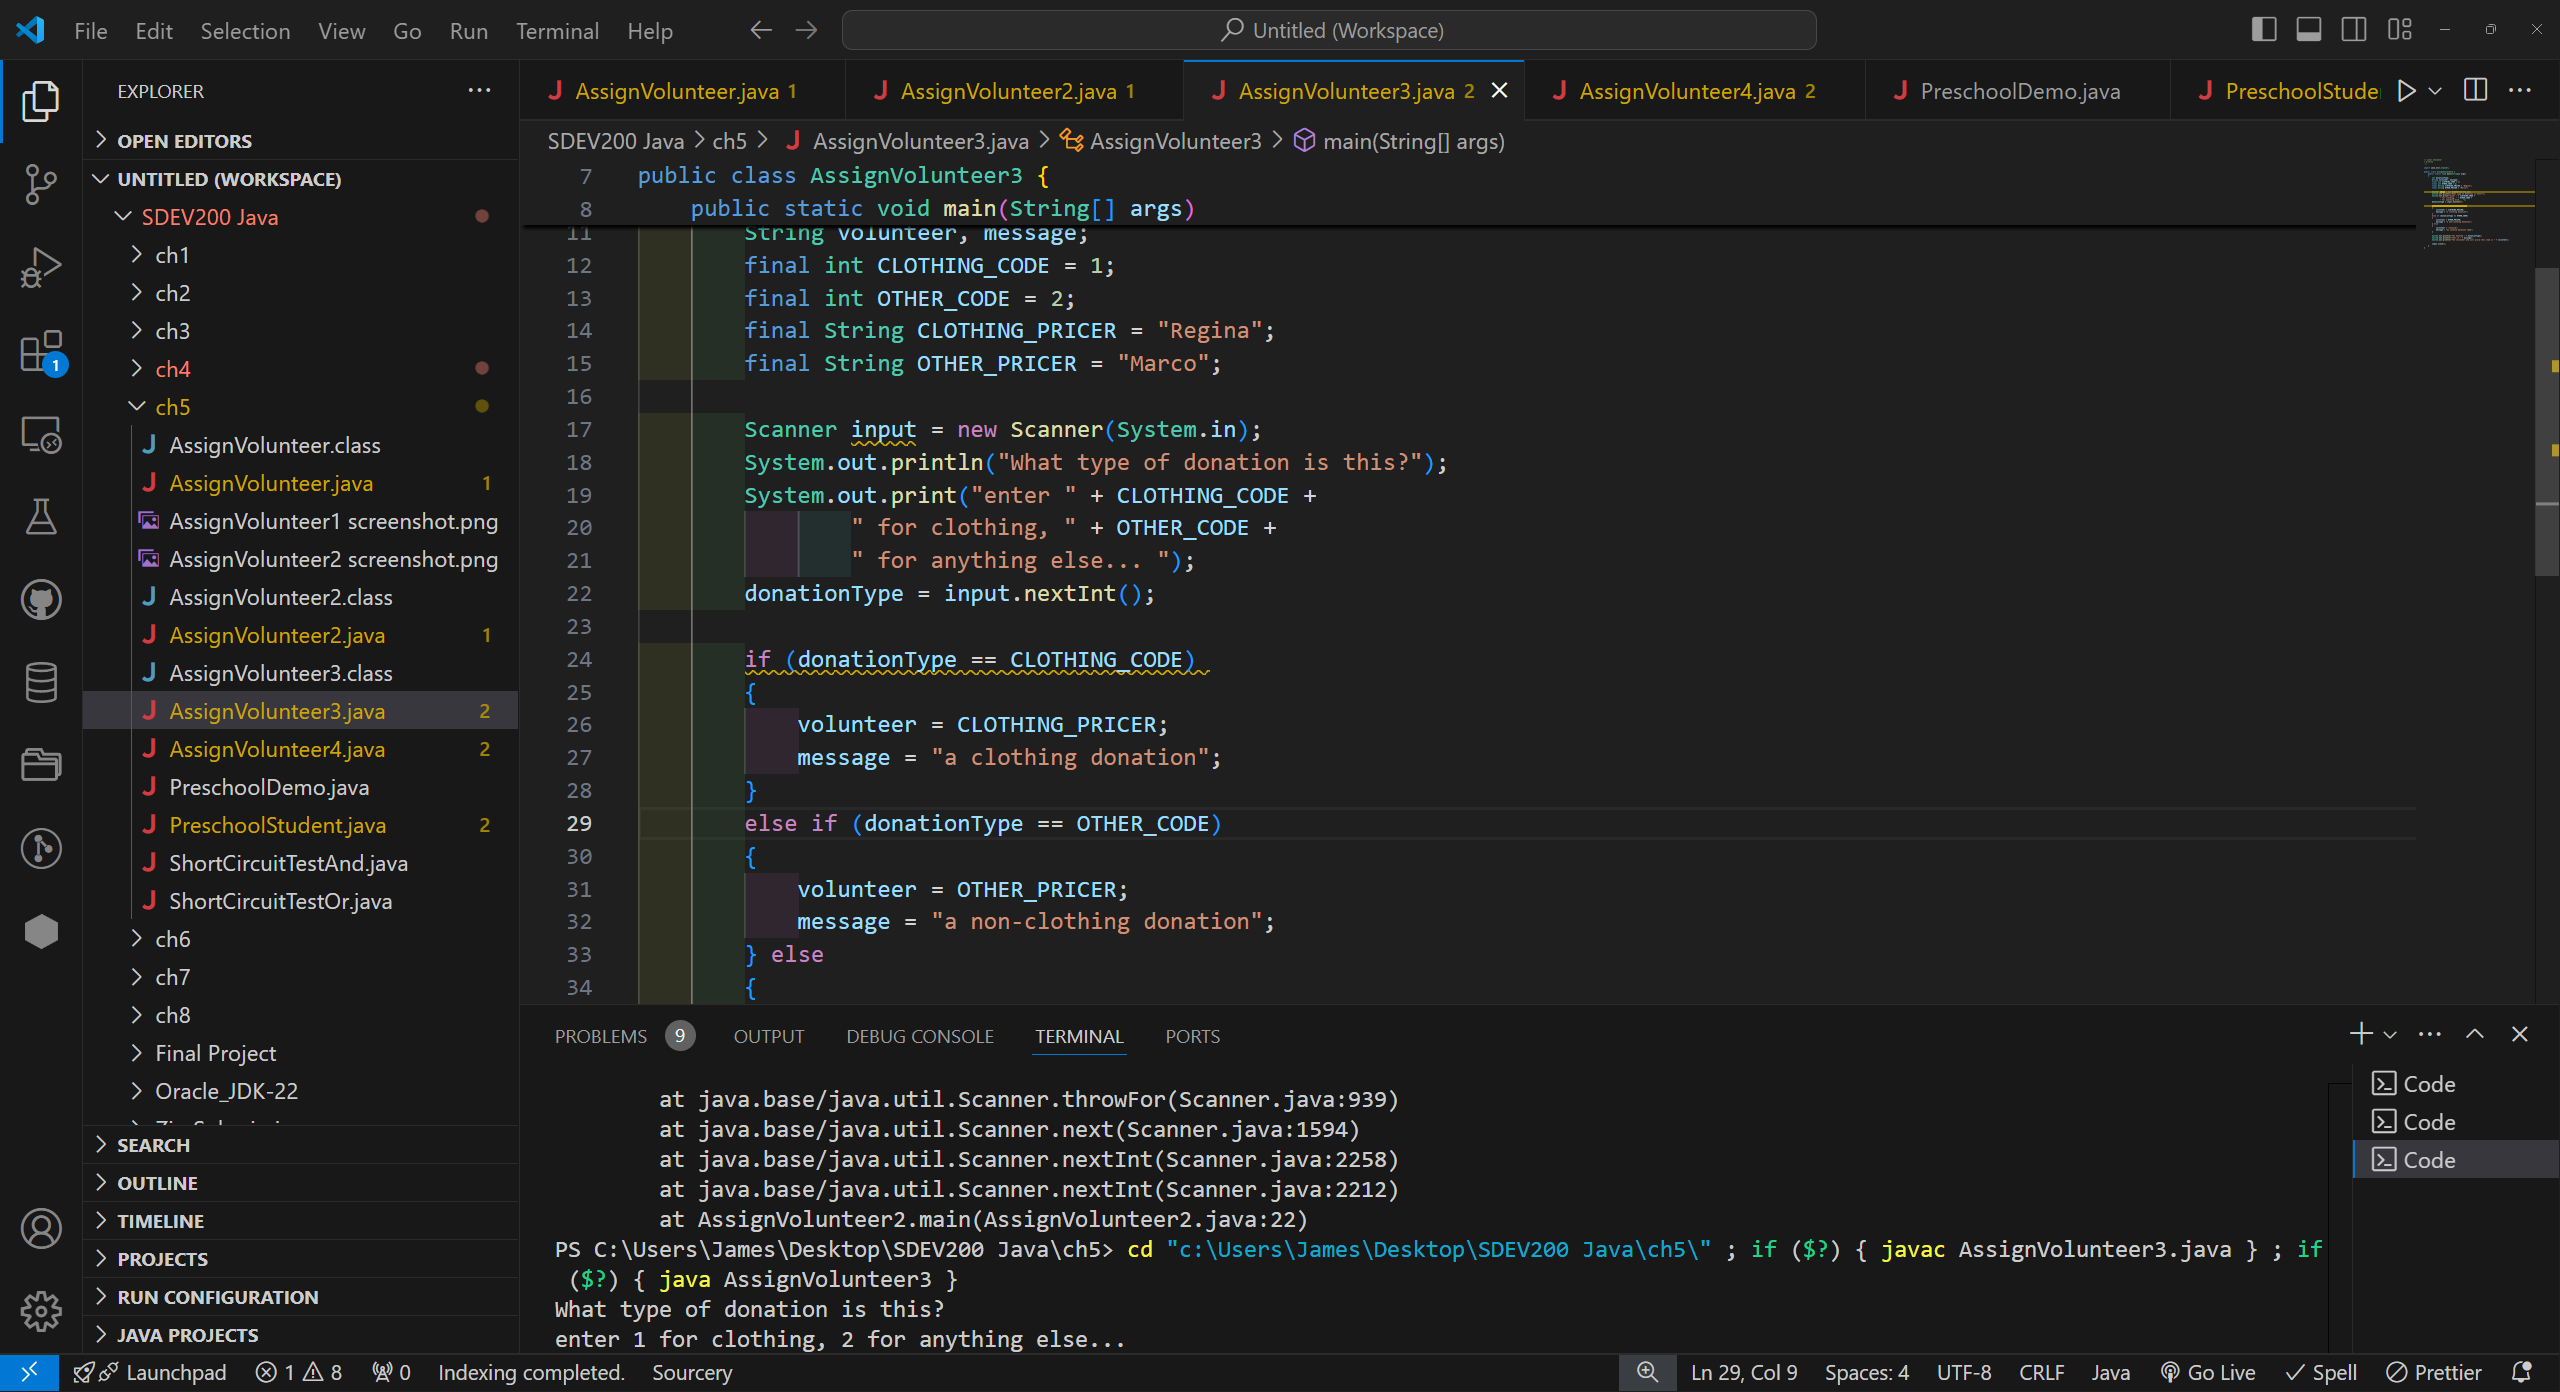 File Edit Selection View Go Run Terminal Help
Untitled (Workspace)
EXPLORER
OPEN EDITORS
UNTITLED (WORKSPACE)
SDEV200 Java
ch1
ch2
ch3
ch4
ch5
AssignVolunteer.class
AssignVolunteer.java 1
AssignVolunteer1 screenshot.png
AssignVolunteer2 screenshot.png
AssignVolunteer2.class
AssignVolunteer2.java 1
AssignVolunteer3.class
AssignVolunteer3.java 2
AssignVolunteer4.java 2
PreschoolDemo.java
PreschoolStudent.java 2
ShortCircuitTestAnd.java
ShortCircuitTestOr.java
ch6
ch7
ch8
Final Project
Oracle_JDK-22
SEARCH
OUTLINE
TIMELINE
PROJECTS
RUN CONFIGURATION
JAVA PROJECTS
1
AssignVolunteer.java 1 AssignVolunteer2.java 1 AssignVolunteer3.java 2 AssignVolunteer4.java 2 PreschoolDemo.java PreschoolStude
SDEV200 Java > ch5 > AssignVolunteer3.java > AssignVolunteer3 > main(String[] args)
7 public class AssignVolunteer3 {
8 public static void main(String[] args)
11 String volunteer, message;
12 final int CLOTHING_CODE = 1;
13 final int OTHER_CODE = 2;
14 final String CLOTHING_PRICER = "Regina";
15 final String OTHER_PRICER = "Marco";
16
17 Scanner input = new Scanner(System.in);
18 System.out.println("What type of donation is this?");
19 System.out.print("enter " + CLOTHING_CODE +
20 " for clothing, " + OTHER_CODE +
21 " for anything else... ");
22 donationType = input.nextInt();
23
24 if (donationType == CLOTHING_CODE)
25 {
26 volunteer = CLOTHING_PRICER;
27 message = "a clothing donation";
28 }
29 else if (donationType == OTHER_CODE)
30 {
31 volunteer = OTHER_PRICER;
32 message = "a non-clothing donation";
33 } else
34 {
PROBLEMS 9 OUTPUT DEBUG CONSOLE TERMINAL PORTS
at java.base/java.util.Scanner.throwFor(Scanner.java:939)
at java.base/java.util.Scanner.next(Scanner.java:1594)
at java.base/java.util.Scanner.nextInt(Scanner.java:2258)
at java.base/java.util.Scanner.nextInt(Scanner.java:2212)
at AssignVolunteer2.main(AssignVolunteer2.java:22)
PS C:\Users\James\Desktop\SDEV200 Java\ch5> cd "c:\Users\James\Desktop\SDEV200 Java\ch5\" ; if ($?) { javac AssignVolunteer3.java } ; if
($?) { java AssignVolunteer3 }
What type of donation is this?
enter 1 for clothing, 2 for anything else...
Code
Code
Code
Launchpad 1 8 0 Indexing completed. Sourcery Ln 29, Col 9 Spaces: 4 UTF-8 CRLF Java Go Live Spell Prettier